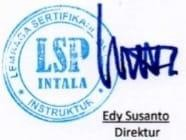 LEMBAGA SERTIFIKASI
LSP
INTALA
INSTRUKTUR
Edy Susanto
Direktur